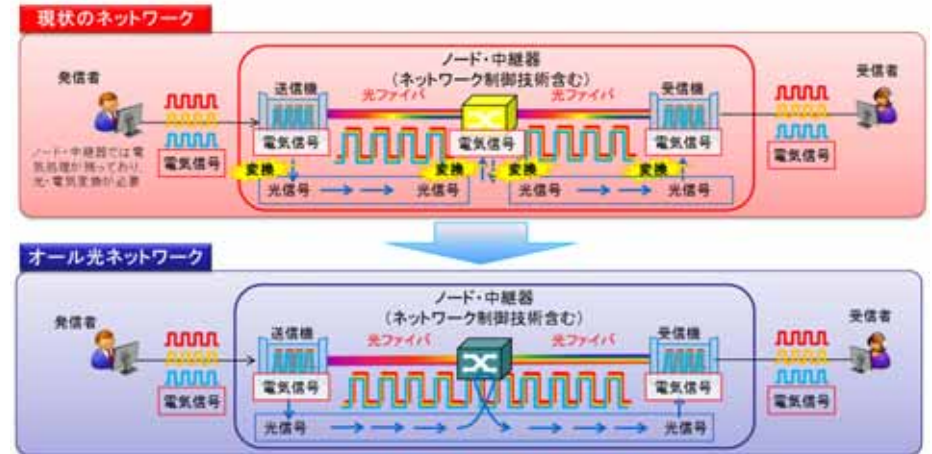 現状のネットワーク
ノード・中継器
(ネットワーク制御技術含む)
発信者
受信者
送信機
光ファイバ
光ファイバ
受信機
電気信号
電気信号
電気信号
電気信号
電気信号
ノード・中継器では電
気処理が残っており、
光・電気変換が必要
変換
変換
変換
変換
光信号
光信号
光信号
光信号
オール光ネットワーク
ノード・中継器
(ネットワーク制御技術含む)
発信者
受信者
送信機
光ファイバ
光ファイバ
受信機
電気信号
電気信号
電気信号
電気信号
光信号
光信号